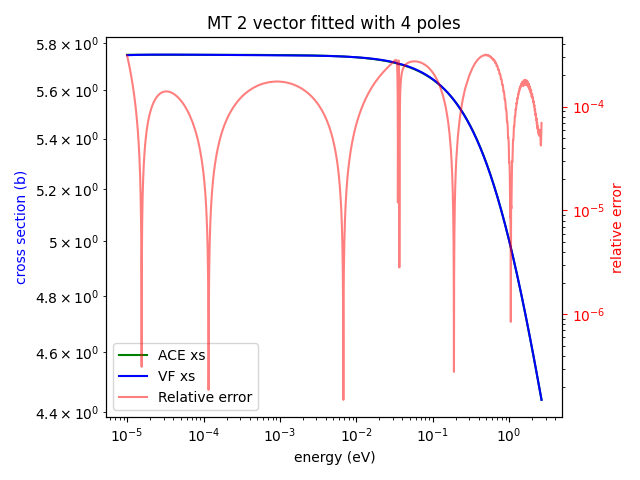 MT 2 vector fitted with 4 poles
5.8 × 10⁰
5.6 × 10⁰
5.4 × 10⁰
5.2 × 10⁰
5 × 10⁰
4.8 × 10⁰
4.6 × 10⁰
4.4 × 10⁰
cross section (b)
10⁻⁴
10⁻⁵
10⁻⁶
relative error
ACE xs
VF xs
Relative error
10⁻⁵ 10⁻⁴ 10⁻³ 10⁻² 10⁻¹ 10⁰
energy (eV)